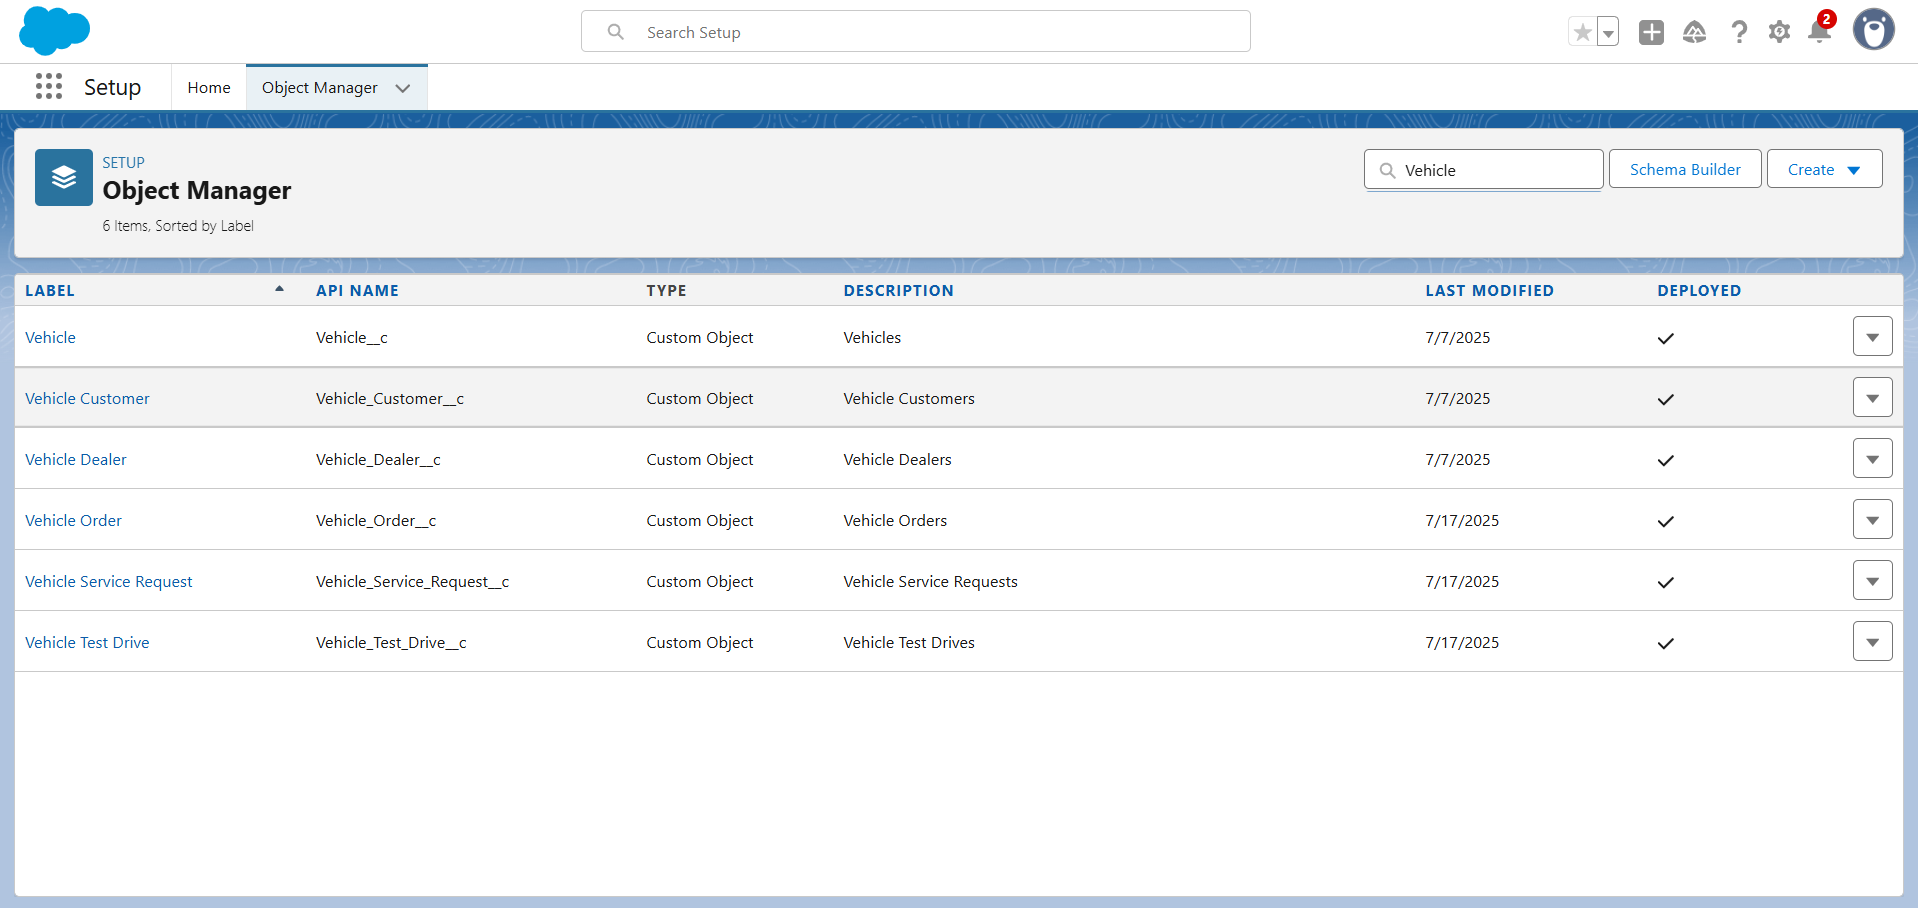 Search Setup
2
Setup
Home
Object Manager
SETUP
Object Manager
6 Items, Sorted by Label
Vehicle
Schema Builder
Create
LABEL API NAME TYPE DESCRIPTION LAST MODIFIED DEPLOYED
Vehicle Vehicle__c Custom Object Vehicles 7/7/2025
Vehicle Customer Vehicle_Customer__c Custom Object Vehicle Customers 7/7/2025
Vehicle Dealer Vehicle_Dealer__c Custom Object Vehicle Dealers 7/7/2025
Vehicle Order Vehicle_Order__c Custom Object Vehicle Orders 7/17/2025
Vehicle Service Request Vehicle_Service_Request__c Custom Object Vehicle Service Requests 7/17/2025
Vehicle Test Drive Vehicle_Test_Drive__c Custom Object Vehicle Test Drives 7/17/2025